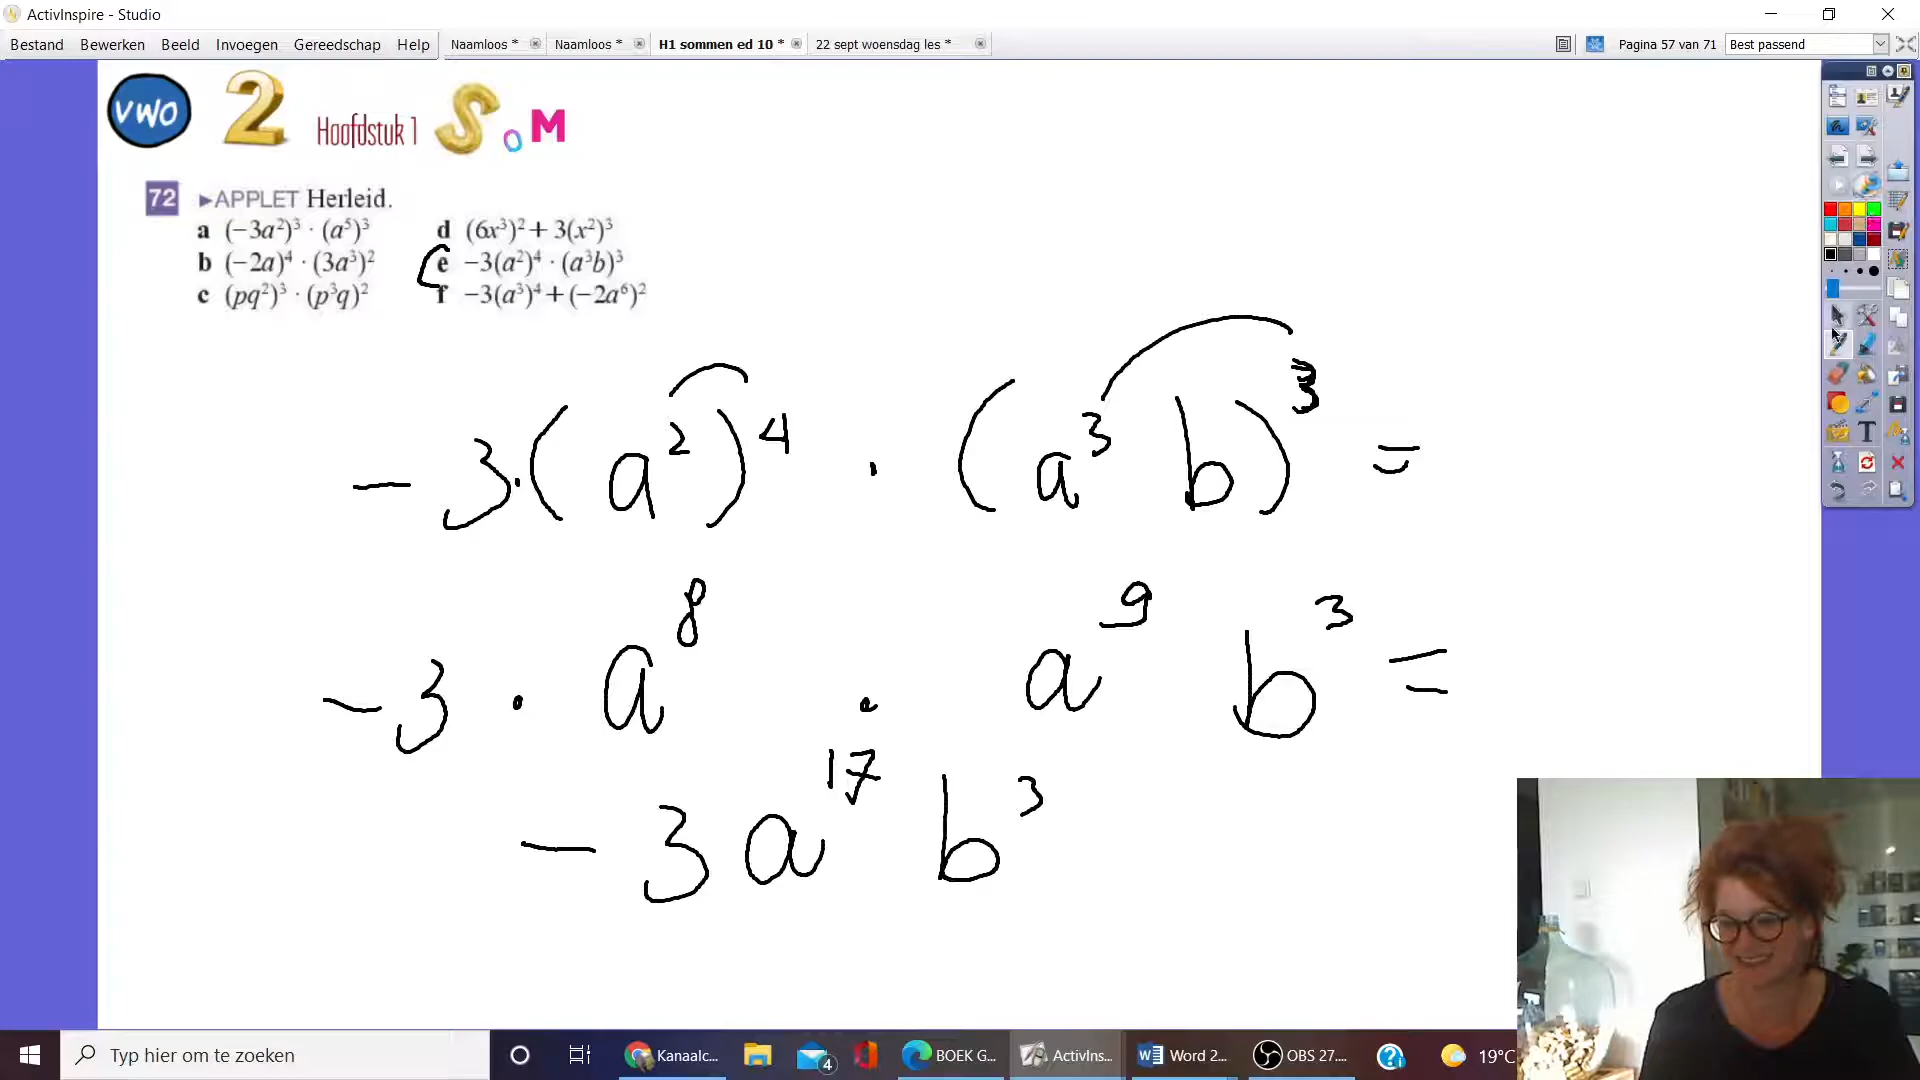 ActivInspire - Studio
Bestand Bewerken Beeld Invoegen Gereedschap Help Naamloos * Naamloos * H1 sommen ed 10 * 22 sept woensdag les * Pagina 57 van 71 Best passend
VWO 2 Hoofdstuk 1 SOM
72 ►APPLET Herleid.
a (−3a²)³ · (a⁵)³
b (−2a)⁴ · (3a³)²
c (pq²)³ · (p³q)²
d (6x³)² + 3(x²)³
e −3(a²)⁴ · (a³b)³
f −3(a³)⁴ + (−2a⁶)²
−3·(a²)⁴ · (a³b)³ =
−3 · a⁸ · a⁹ b³ =
−3a¹⁷ b³
Typ hier om te zoeken Kanaalc... 4 BOEK G... ActivIns... Word 2... OBS 27.... 19°C